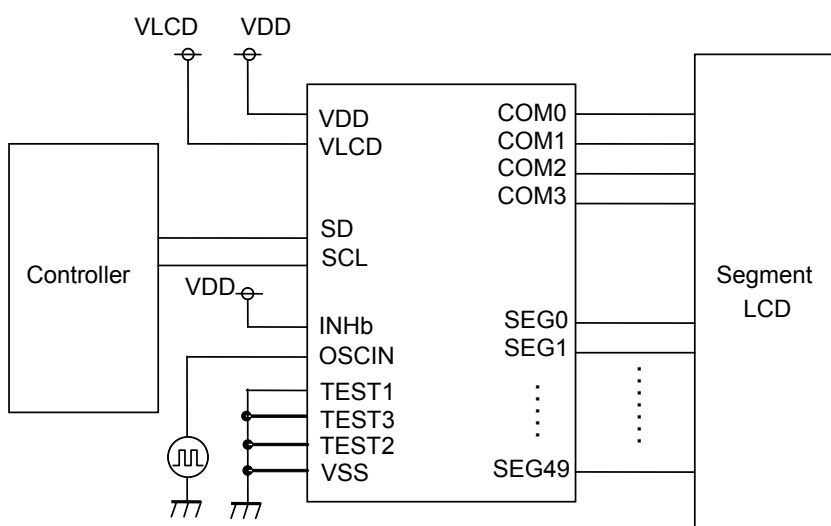 VLCD VDD
VDD
VLCD
SD
SCL
Controller
VDD
INHb
OSCIN
TEST1
TEST3
TEST2
VSS
COM0
COM1
COM2
COM3
SEG0
SEG1
SEG49
Segment
LCD